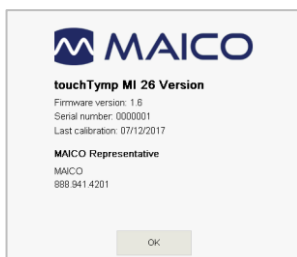 MAICO
touchTymp MI 26 Version
Firmware version: 1.6
Serial number: 0000001
Last calibration: 07/12/2017
MAICO Representative
MAICO
888.941.4201
OK